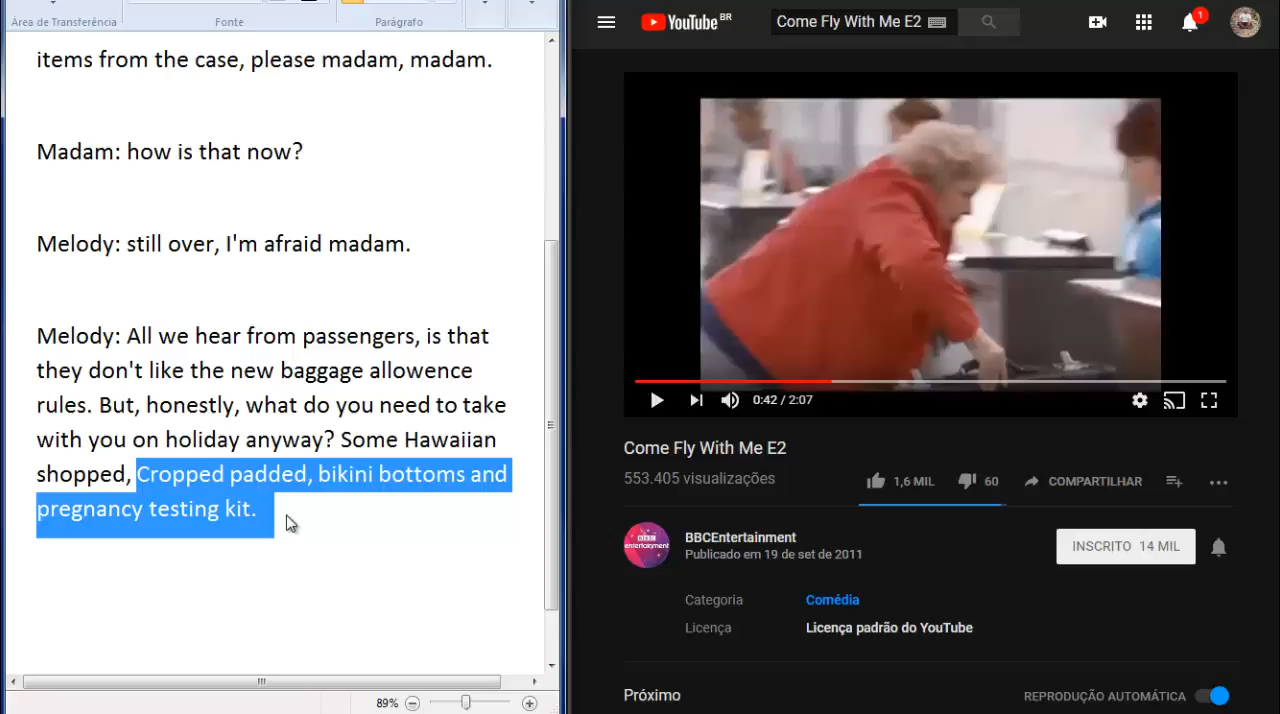 Área de Transferência
Fonte
Parágrafo
items from the case, please madam, madam.
Madam: how is that now?
Melody: still over, I'm afraid madam.
Melody: All we hear from passengers, is that
they don't like the new baggage allowence
rules. But, honestly, what do you need to take
with you on holiday anyway? Some Hawaiian
shopped, Cropped padded, bikini bottoms and
pregnancy testing kit.
89%
YouTube BR
Come Fly With Me E2
1
0:42 / 2:07
Come Fly With Me E2
553.405 visualizações
1,6 MIL
60
COMPARTILHAR
BBC
entertainment
BBCEntertainment
Publicado em 19 de set de 2011
INSCRITO 14 MIL
Categoria
Comédia
Licença
Licença padrão do YouTube
Próximo
REPRODUÇÃO AUTOMÁTICA